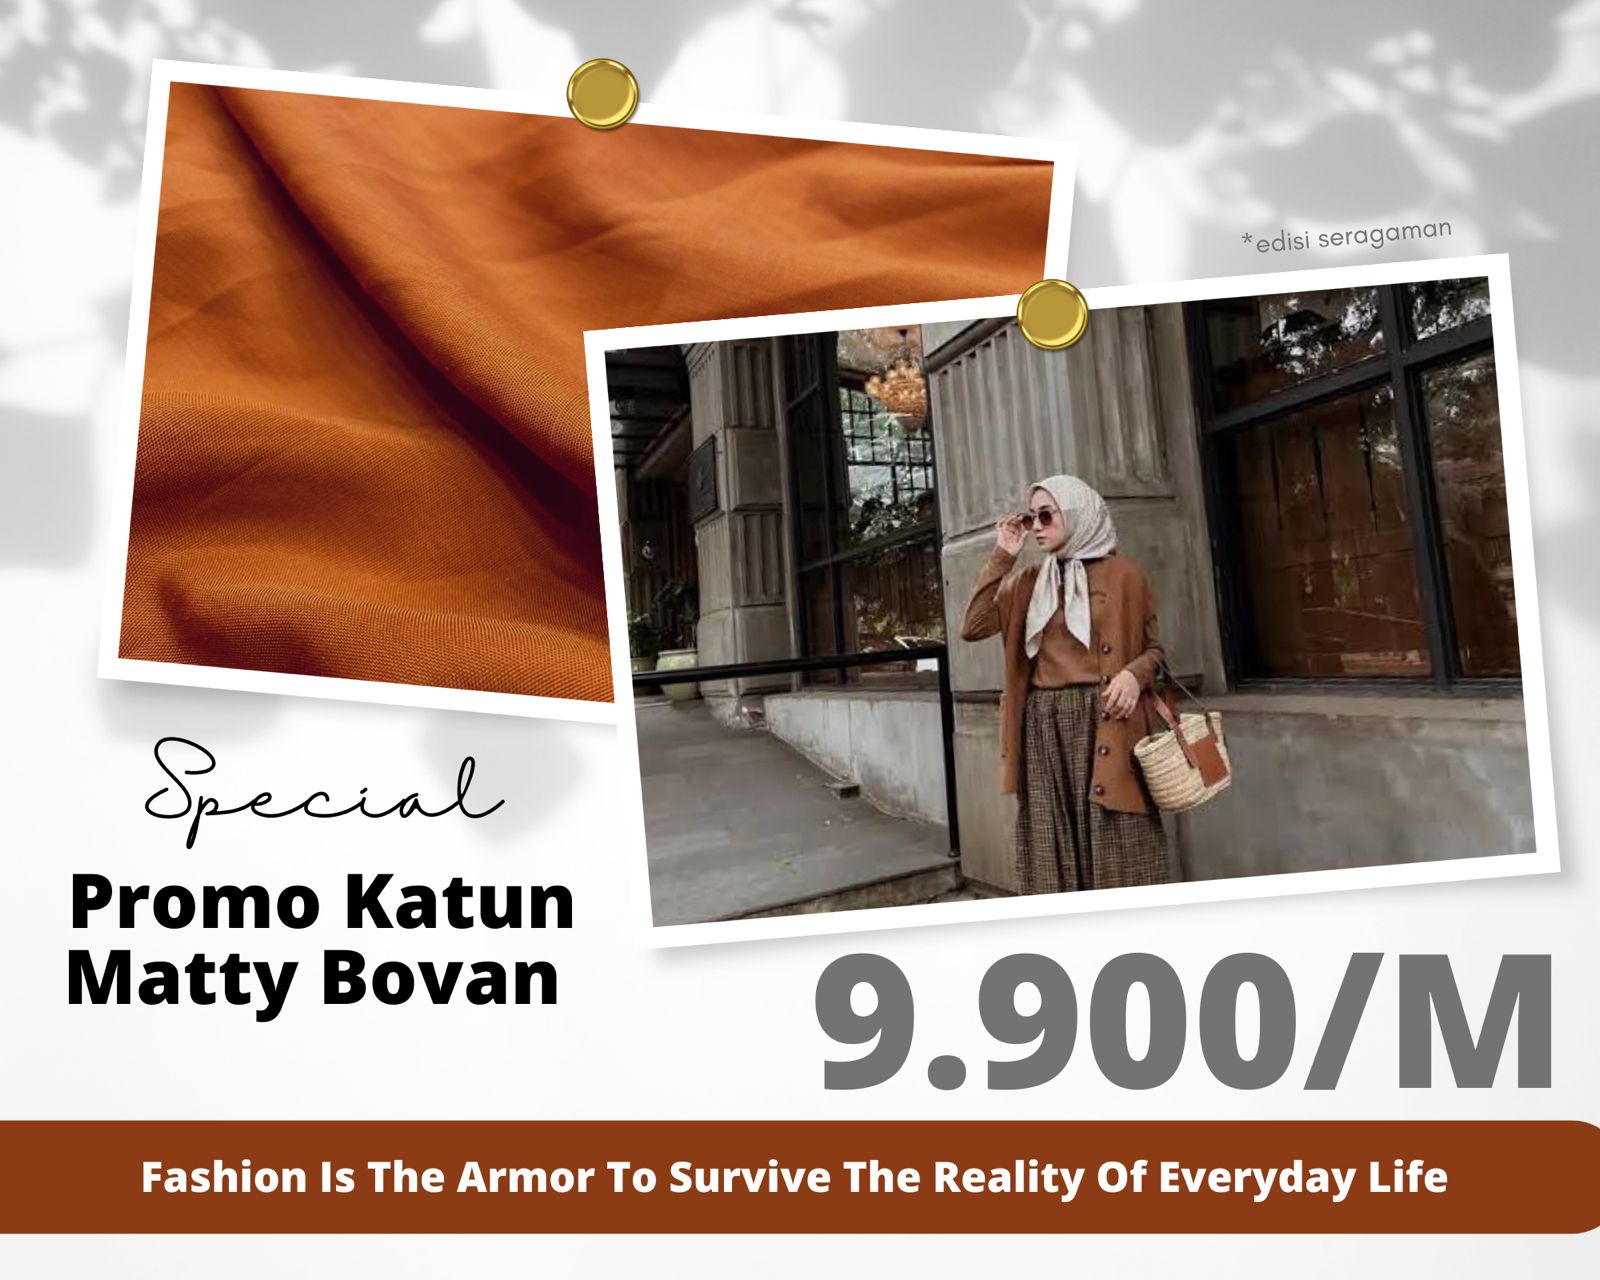 *edisi seragaman
Special
Promo Katun
Matty Bovan
9.900/M
Fashion Is The Armor To Survive The Reality Of Everyday Life